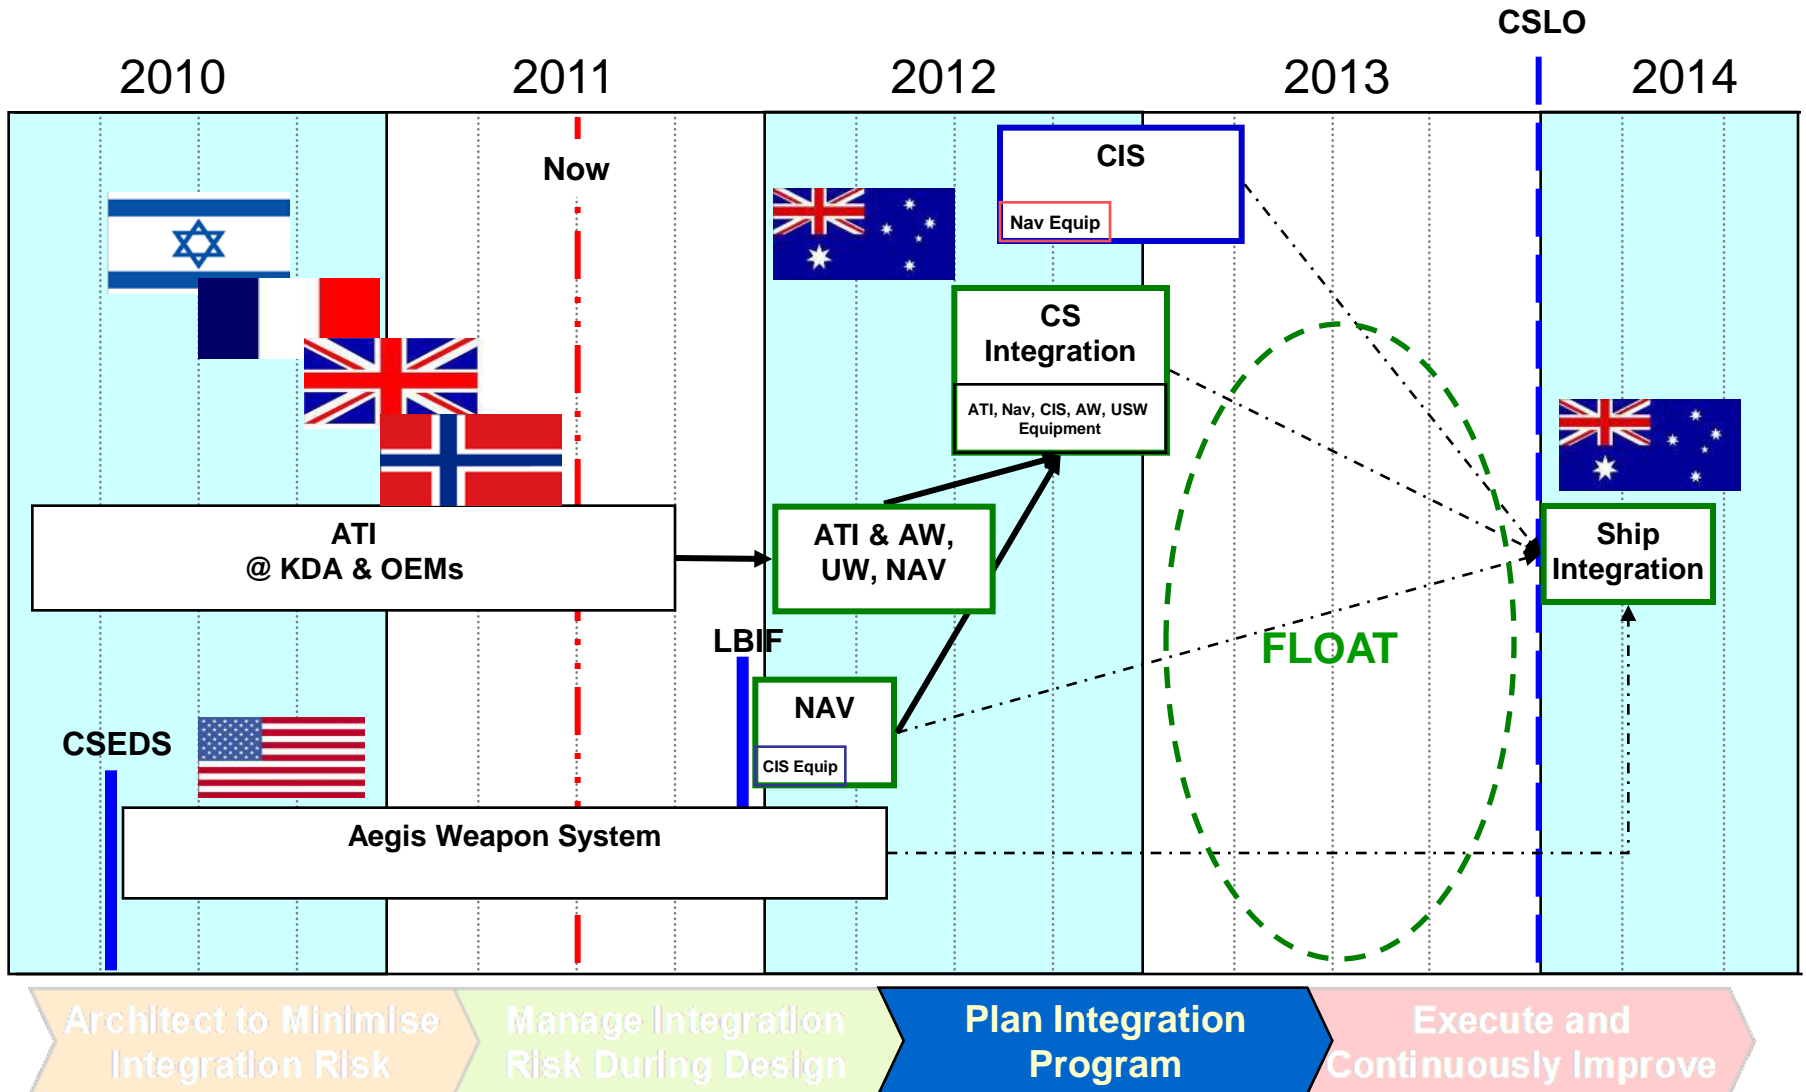 CSLO
2010 2011 2012 2013 2014
Now
CIS
Nav Equip
CS
Integration
ATI, Nav, CIS, AW, USW
Equipment
ATI
@ KDA & OEMs
ATI & AW,
UW, NAV
Ship
Integration
LBIF
FLOAT
NAV
CIS Equip
CSEDS
Aegis Weapon System
Architect to Minimise
Integration Risk
Manage Integration
Risk During Design
Plan Integration
Program
Execute and
Continuously Improve